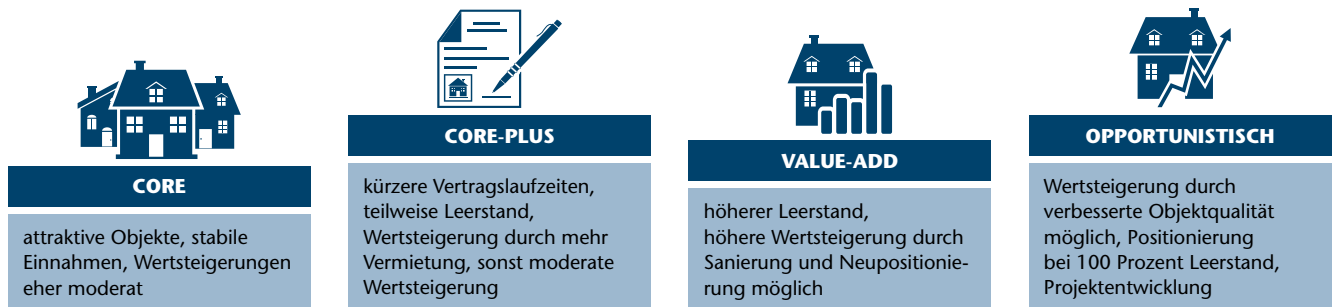 CORE
attraktive Objekte, stabile
Einnahmen, Wertsteigerungen
eher moderat
CORE-PLUS
kürzere Vertragslaufzeiten,
teilweise Leerstand,
Wertsteigerung durch mehr
Vermietung, sonst moderate
Wertsteigerung
VALUE-ADD
höherer Leerstand,
höhere Wertsteigerung durch
Sanierung und Neupositionie-
rung möglich
OPPORTUNISTISCH
Wertsteigerung durch
verbesserte Objektqualität
möglich, Positionierung
bei 100 Prozent Leerstand,
Projektentwicklung